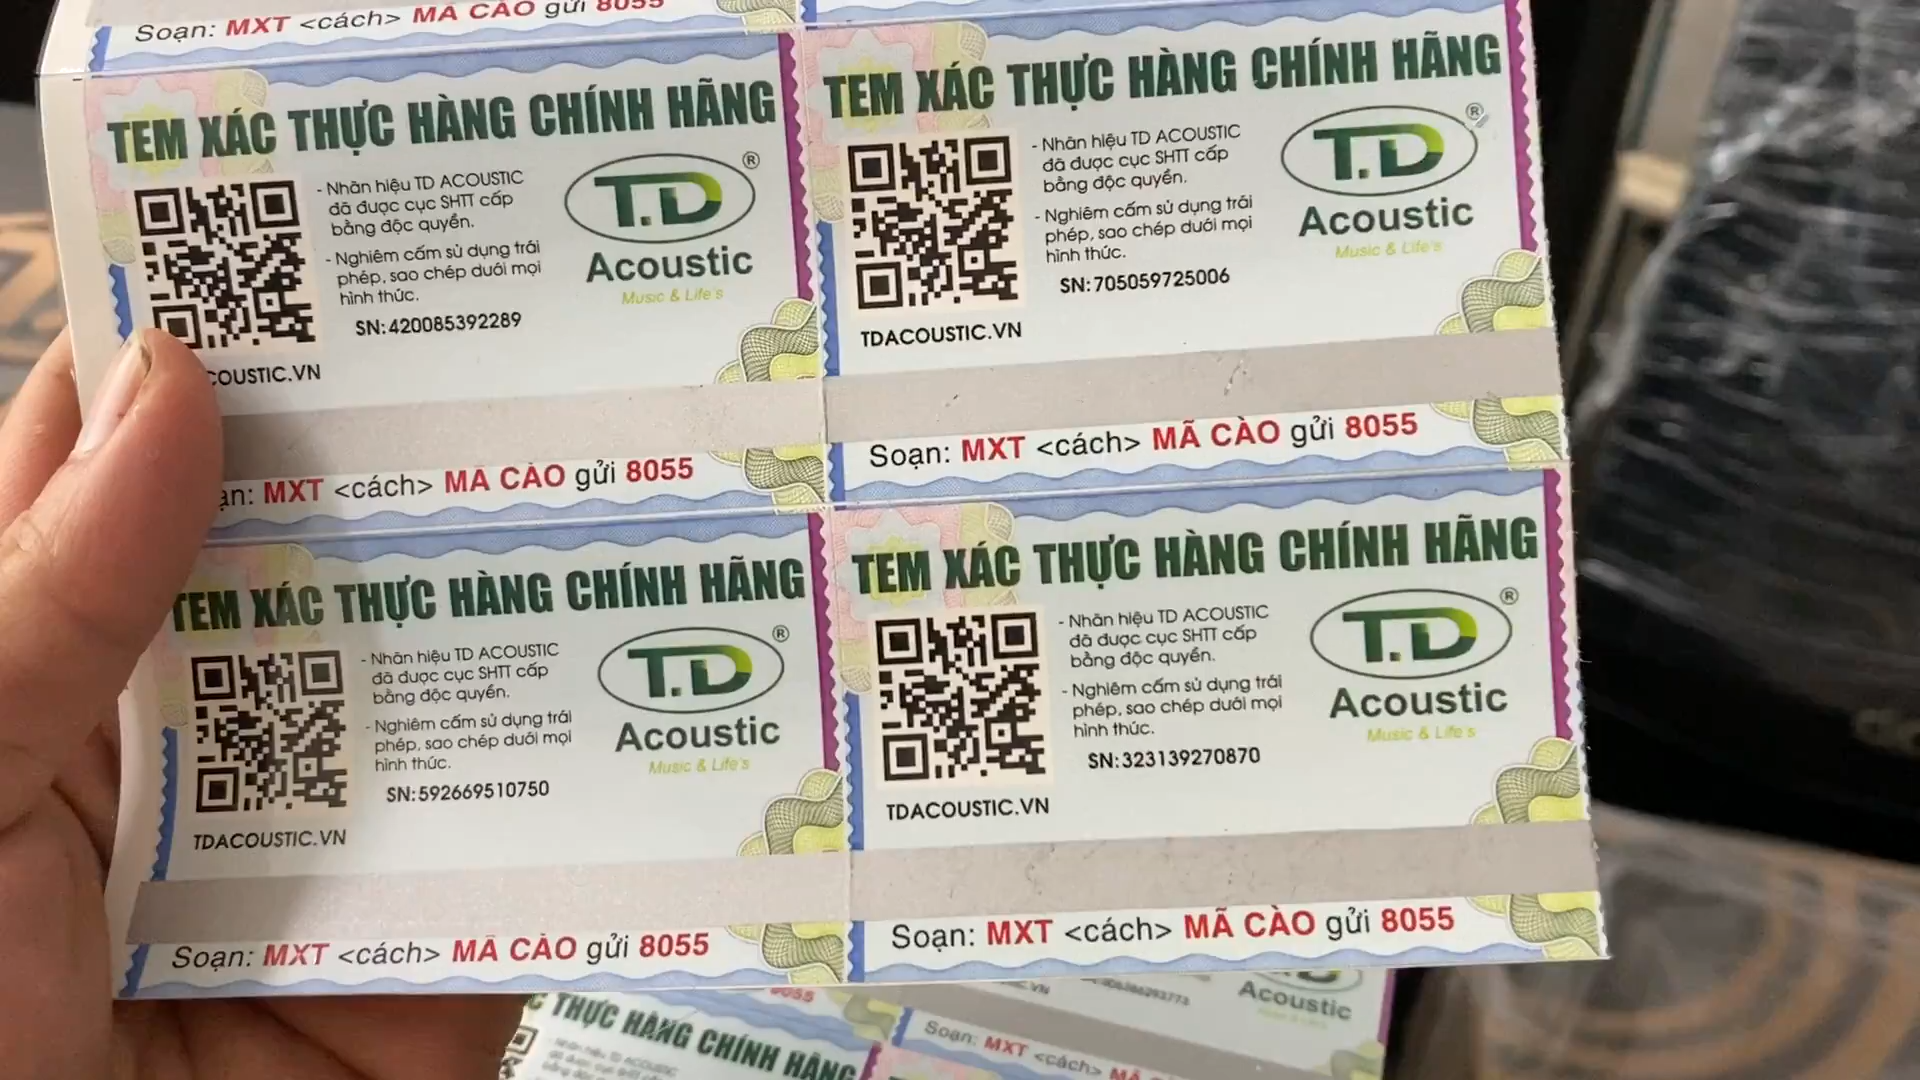 Soạn: MXT <cách> MÃ CÀO gửi 8055
TEM XÁC THỰC HÀNG CHÍNH HÃNG
- Nhãn hiệu TD ACOUSTIC
đã được cục SHTT cấp
bằng độc quyền.
- Nghiêm cấm sử dụng trái
phép, sao chép dưới mọi
hình thức.
SN:420085392289
COUSTIC.VN
T.D ®
Acoustic
Music & Life's
ạn: MXT <cách> MÃ CÀO gửi 8055
TEM XÁC THỰC HÀNG CHÍNH HÃNG
- Nhãn hiệu TD ACOUSTIC
đã được cục SHTT cấp
bằng độc quyền.
- Nghiêm cấm sử dụng trái
phép, sao chép dưới mọi
hình thức.
SN:705059725006
TDACOUSTIC.VN
T.D ®
Acoustic
Music & Life's
Soạn: MXT <cách> MÃ CÀO gửi 8055
TEM XÁC THỰC HÀNG CHÍNH HÃNG
- Nhãn hiệu TD ACOUSTIC
đã được cục SHTT cấp
bằng độc quyền.
- Nghiêm cấm sử dụng trái
phép, sao chép dưới mọi
hình thức.
SN:592669510750
TDACOUSTIC.VN
T.D ®
Acoustic
Music & Life's
Soạn: MXT <cách> MÃ CÀO gửi 8055
TEM XÁC THỰC HÀNG CHÍNH HÃNG
- Nhãn hiệu TD ACOUSTIC
đã được cục SHTT cấp
bằng độc quyền.
- Nghiêm cấm sử dụng trái
phép, sao chép dưới mọi
hình thức.
SN:323139270870
TDACOUSTIC.VN
T.D ®
Acoustic
Music & Life's
Soạn: MXT <cách> MÃ CÀO gửi 8055
8055
THỰC HÀNG CHÍNH HÃNG
Acoustic
Soạn: MXT <cách>